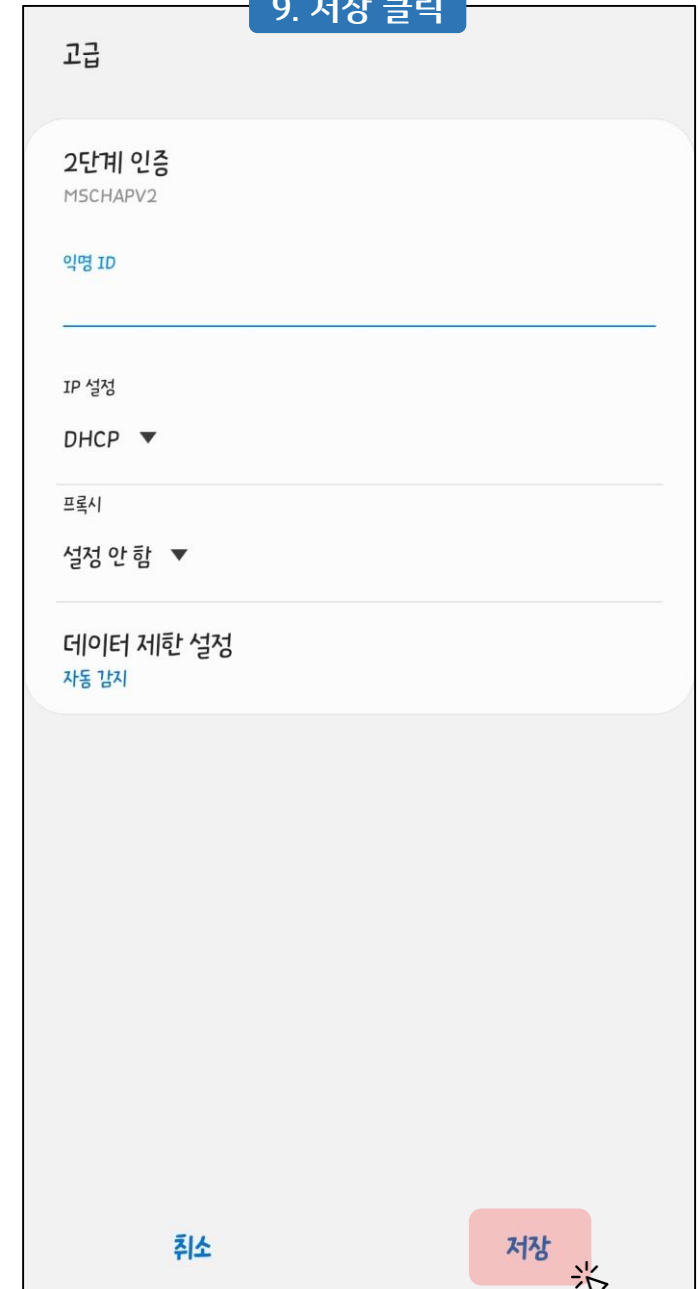 9. 저장 클릭
고급
2단계 인증
MSCHAPV2
익명 ID
IP 설정
DHCP
프록시
설정 안 함
데이터 제한 설정
자동 감지
취소
저장